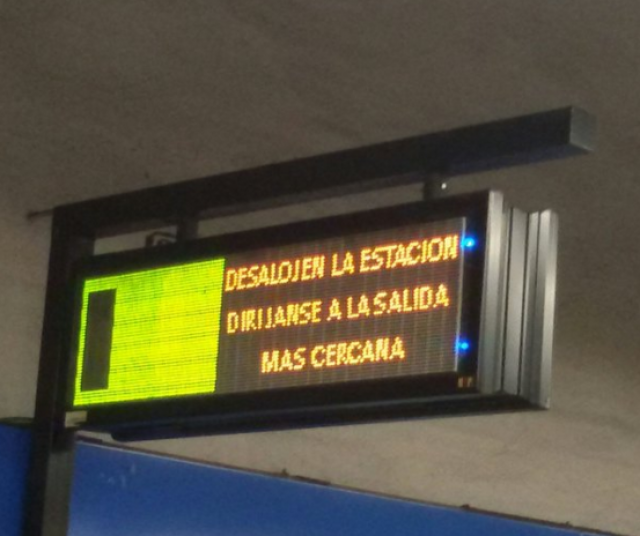 DESALOJEN LA ESTACION
DIRIJANSE A LA SALIDA
MAS CERCANA